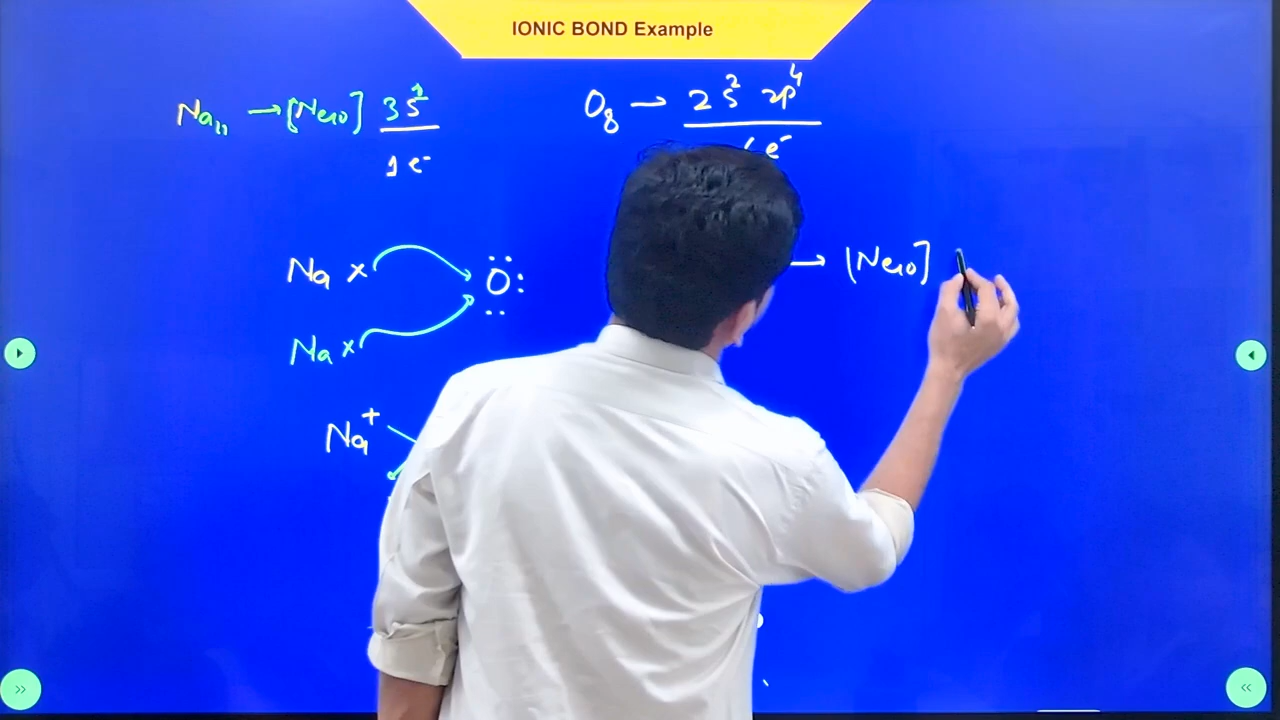 IONIC BOND Example
Na₁₁ → [Ne₁₀] 3s¹
1e⁻
O₈ → 2s² 2p⁴
e⁻
Na ×
Ö
Na ×
→ [Ne₁₀]
Na⁺